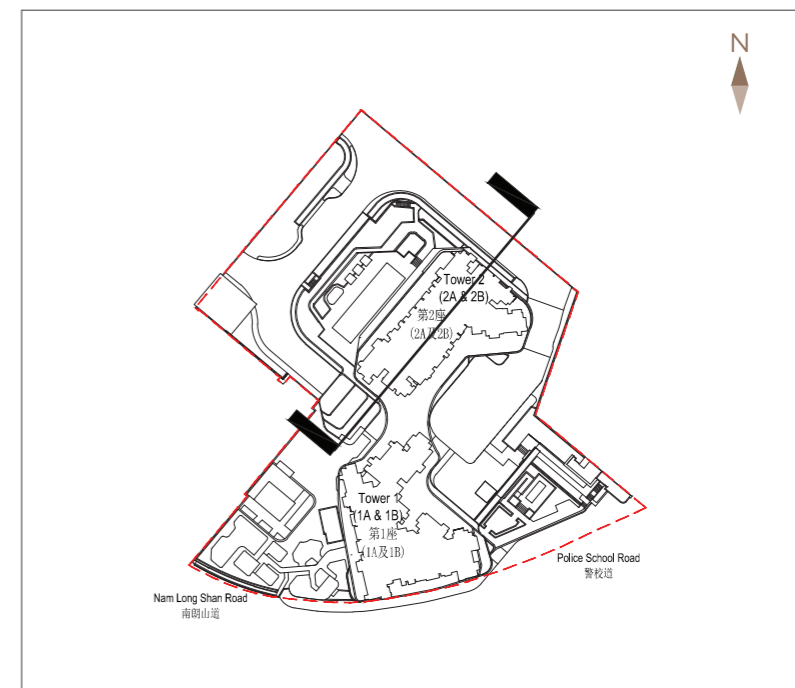 N
Tower 2
(2A & 2B)
第2座
(2A及2B)
Tower 1
(1A & 1B)
第1座
(1A及1B)
Police School Road
警校道
Nam Long Shan Road
南朗山道